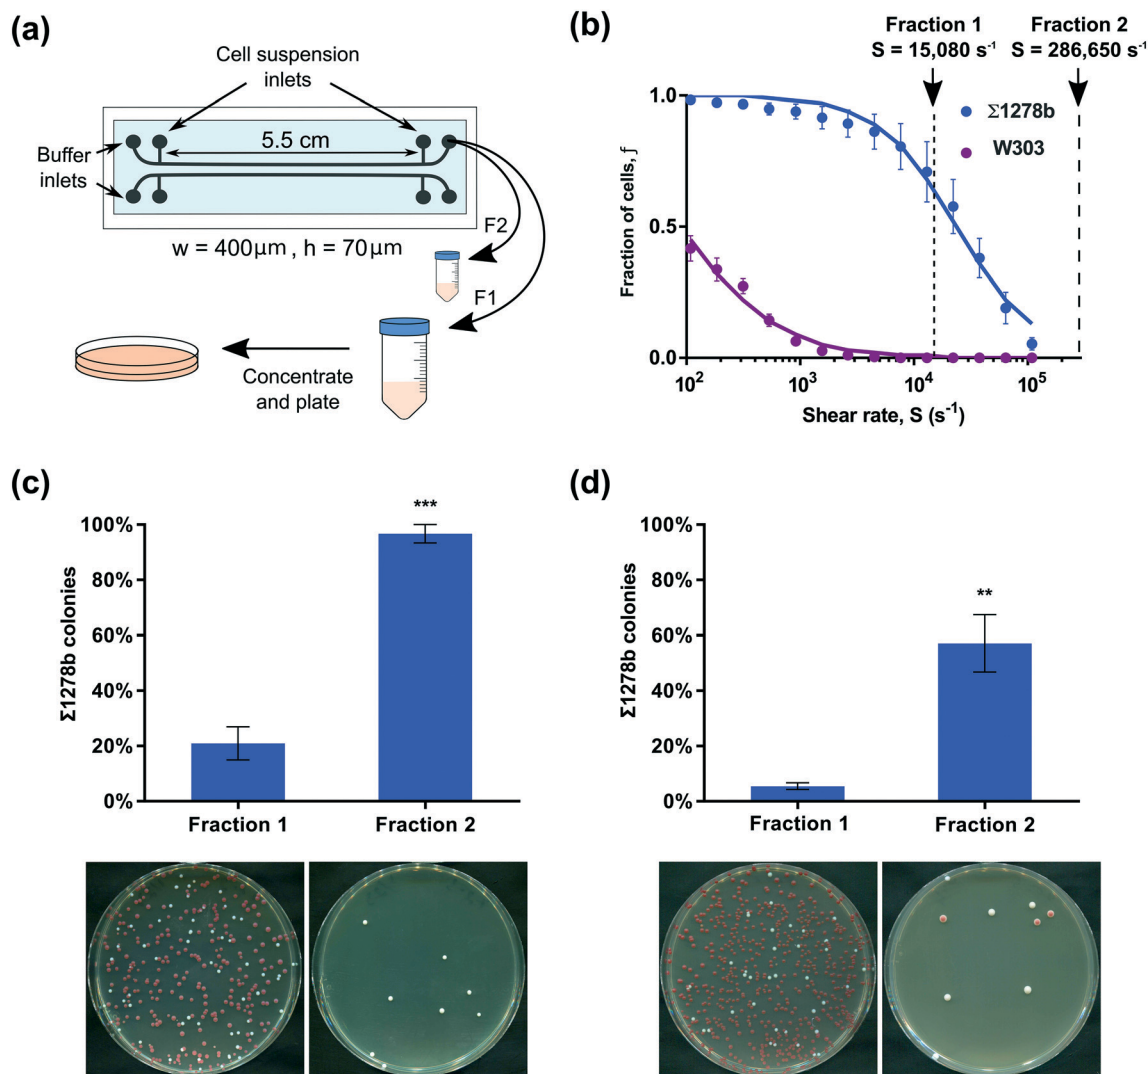 (a)
Cell suspension
inlets
Buffer
inlets
5.5 cm
w = 400μm , h = 70μm
F2
F1
Concentrate
and plate
(b)
Fraction 1
S = 15,080 s⁻¹
Fraction 2
S = 286,650 s⁻¹
Σ1278b
W303
Fraction of cells, ƒ
1.0
0.5
0.0
10² 10³ 10⁴ 10⁵
Shear rate, S (s⁻¹)
(c)
***
Σ1278b colonies
100%
80%
60%
40%
20%
0%
Fraction 1 Fraction 2
(d)
**
Σ1278b colonies
100%
80%
60%
40%
20%
0%
Fraction 1 Fraction 2